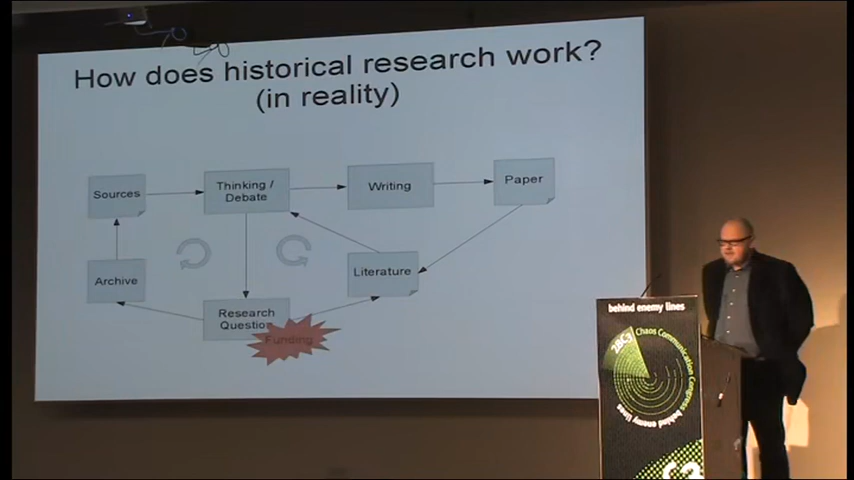 How does historical research work?
(in reality)
Sources
Thinking /
Debate
Writing
Paper
Archive
Literature
Research
Question
Funding
behind enemy lines
28C3
Chaos Communication Congress
behind enemy lines